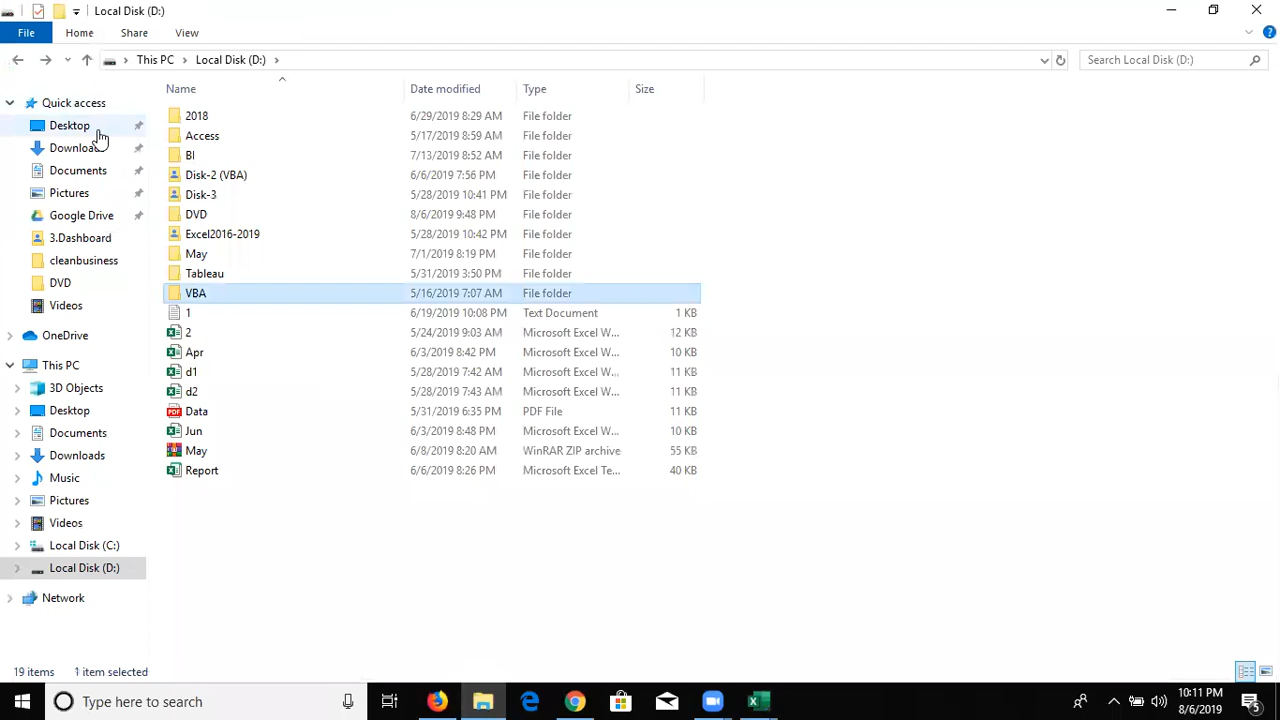 Local Disk (D:)
File Home Share View
This PC Local Disk (D:) Search Local Disk (D:)
Name Date modified Type Size
Quick access
Desktop
Downloads
Documents
Pictures
Google Drive
3.Dashboard
cleanbusiness
DVD
Videos
OneDrive
This PC
3D Objects
Desktop
Documents
Downloads
Music
Pictures
Videos
Local Disk (C:)
Local Disk (D:)
Network
2018 6/29/2019 8:29 AM File folder
Access 5/17/2019 8:59 AM File folder
BI 7/13/2019 8:52 AM File folder
Disk-2 (VBA) 6/6/2019 7:56 PM File folder
Disk-3 5/28/2019 10:41 PM File folder
DVD 8/6/2019 9:48 PM File folder
Excel2016-2019 5/28/2019 10:42 PM File folder
May 7/1/2019 8:19 PM File folder
Tableau 5/31/2019 3:50 PM File folder
VBA 5/16/2019 7:07 AM File folder
1 6/19/2019 10:08 PM Text Document 1 KB
2 5/24/2019 9:03 AM Microsoft Excel W... 12 KB
Apr 6/3/2019 8:42 PM Microsoft Excel W... 10 KB
d1 5/28/2019 7:42 AM Microsoft Excel W... 11 KB
d2 5/28/2019 7:43 AM Microsoft Excel W... 11 KB
Data 5/31/2019 6:35 PM PDF File 11 KB
Jun 6/3/2019 8:48 PM Microsoft Excel W... 10 KB
May 6/8/2019 8:20 AM WinRAR ZIP archive 55 KB
Report 6/6/2019 8:26 PM Microsoft Excel Te... 40 KB
19 items 1 item selected
Type here to search
10:11 PM
8/6/2019
5